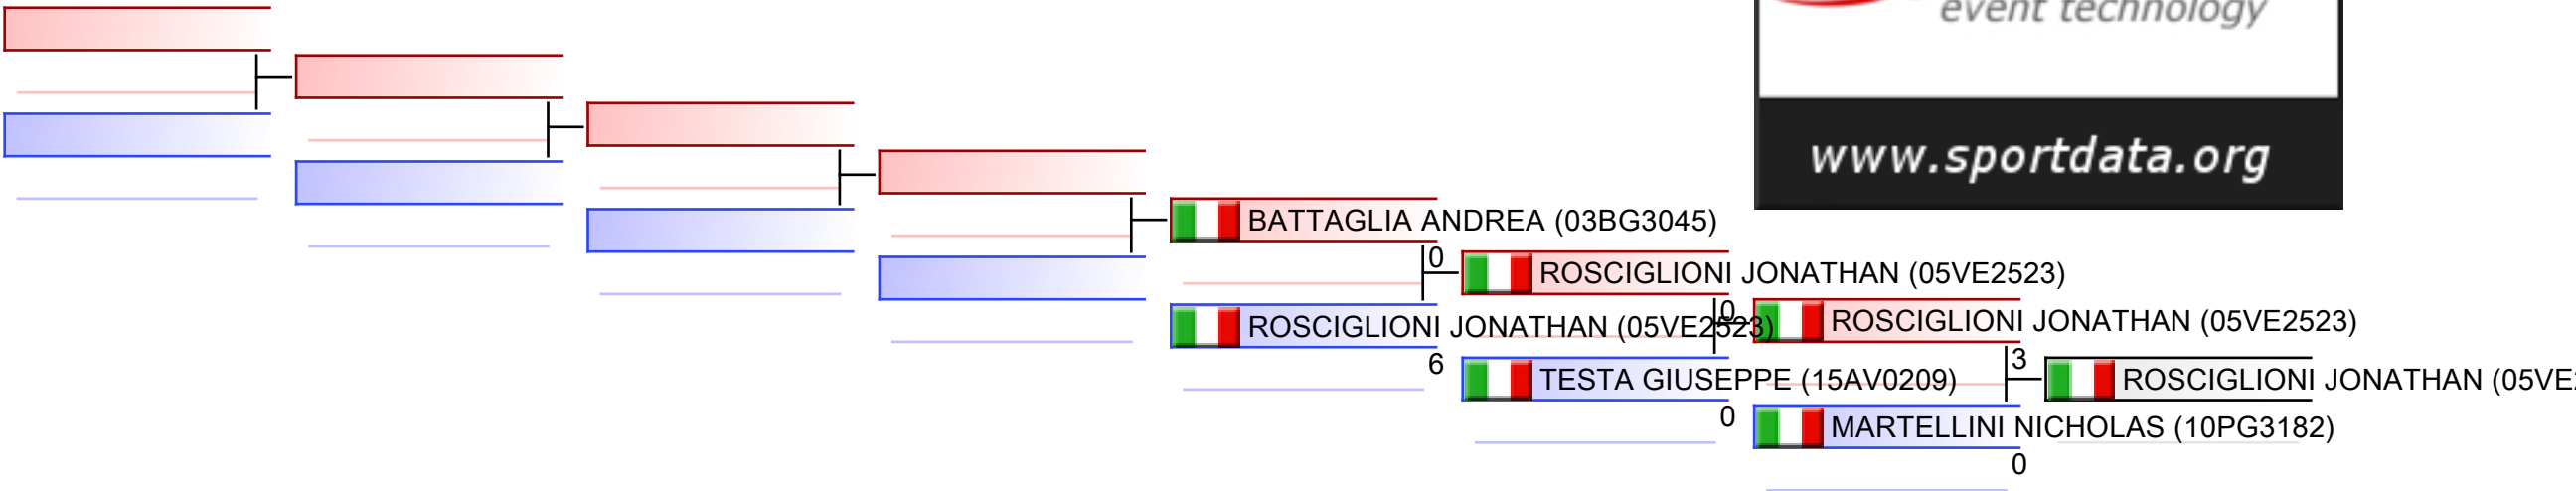 event technology
www.sportdata.org
BATTAGLIA ANDREA (03BG3045)
0
ROSCIGLIONI JONATHAN (05VE2523)
ROSCIGLIONI JONATHAN (05VE2523)
6
0
ROSCIGLIONI JONATHAN (05VE2523)
TESTA GIUSEPPE (15AV0209)
0
3
ROSCIGLIONI JONATHAN (05VE
MARTELLINI NICHOLAS (10PG3182)
0